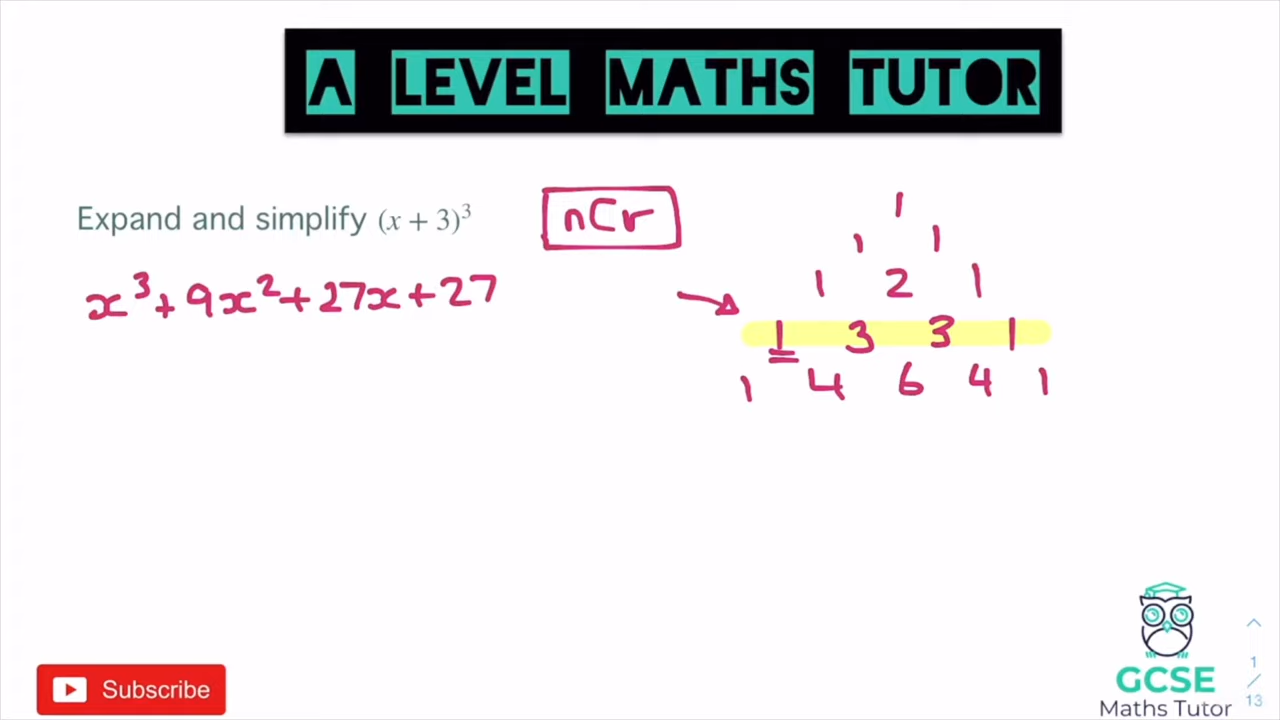 A LEVEL MATHS TUTOR
Expand and simplify (x + 3)³
nCr
x³+9x²+27x+27
1
1 1
1 2 1
1 3 3 1
1 4 6 4 1
Subscribe
GCSE
Maths Tutor
1
/
13